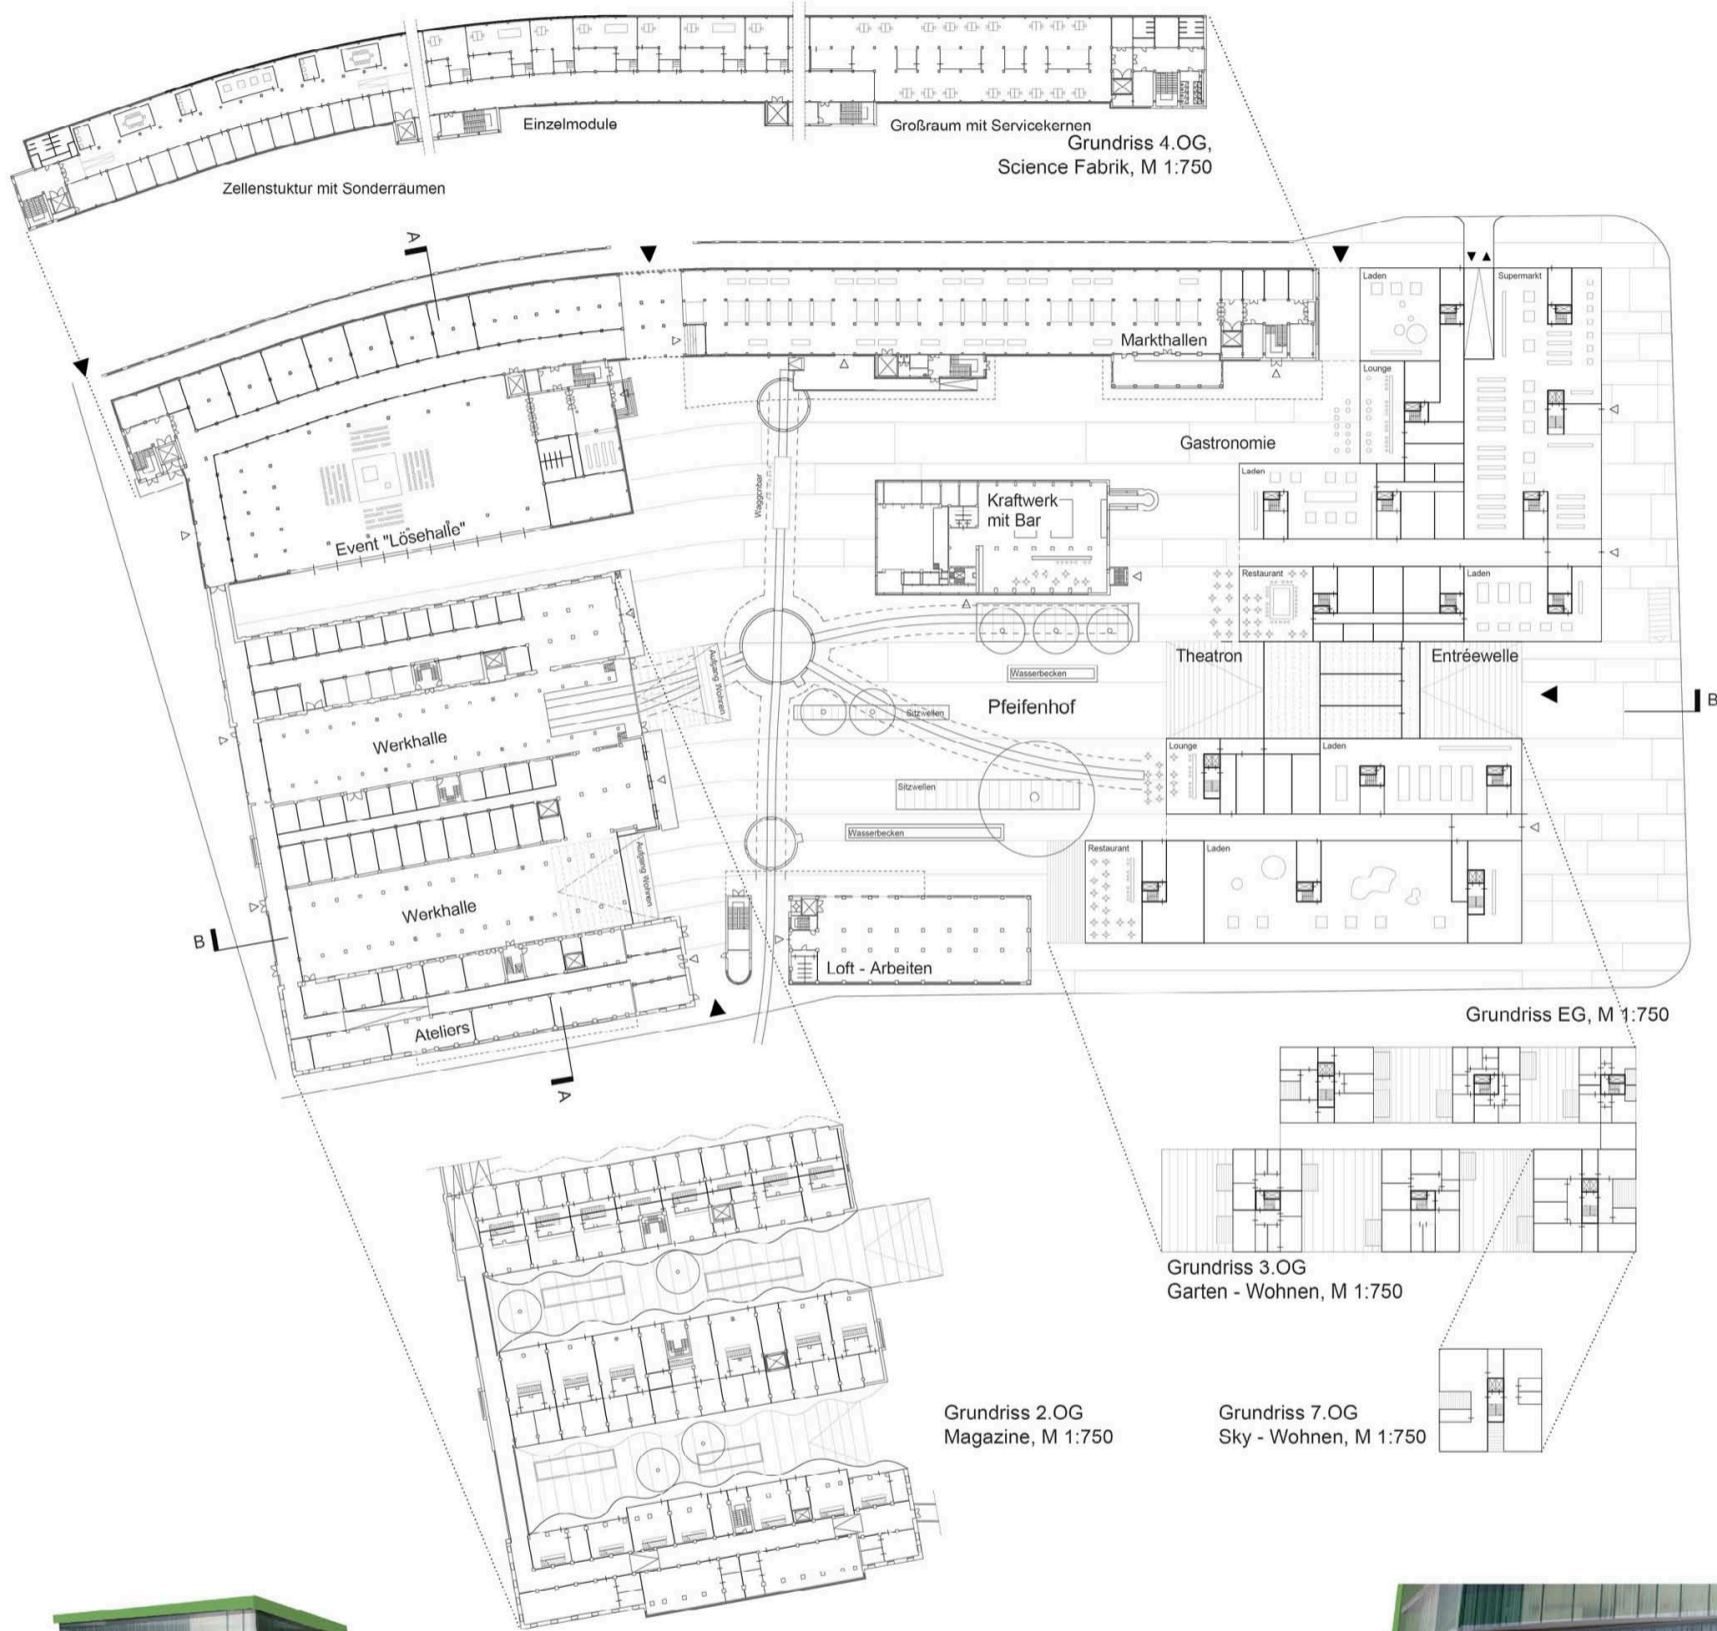 Einzelmodule
Großraum mit Servicekernen
Grundriss 4.OG,
Science Fabrik, M 1:750
Zellenstuktur mit Sonderräumen
A
Laden
Supermarkt
Markthallen
Lounge
Gastronomie
Laden
Waggonbar
Kraftwerk
mit Bar
Event "Lösehalle"
Restaurant
Laden
Aufgang Wohnen
Theatron
Entréewelle
Wasserbecken
Pfeifenhof
Sitzwellen
B
Werkhalle
Lounge
Laden
Sitzwellen
Wasserbecken
Aufgang Wohnen
Restaurant
Laden
Werkhalle
B
Loft - Arbeiten
Ateliers
Grundriss EG, M 1:750
A
Grundriss 3.OG
Garten - Wohnen, M 1:750
Grundriss 2.OG
Magazine, M 1:750
Grundriss 7.OG
Sky - Wohnen, M 1:750